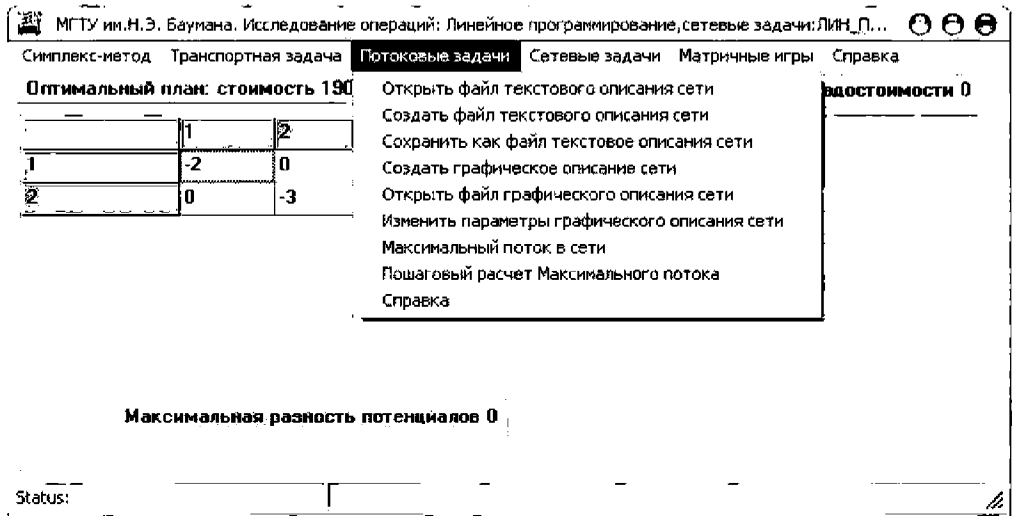 МГТУ им.Н.Э. Баумана. Исследование операций: Линейное программирование,сетевые задачи:ЛИН_П...
Симплекс-метод Транспортная задача Потоковые задачи Сетевые задачи Матричные игры Справка
Оптимальный план: стоимость 190
вдостоимости 0
Открыть файл текстового описания сети
Создать файл текстового описания сети
Сохранить как файл текстовое описания сети
Создать графическое описание сети
Открыть файл графического описания сети
Изменить параметры графического описания сети
Максимальный поток в сети
Пошаговый расчет Максимального потока
Справка
1 2
1 -2 0
2 0 -3
Максимальная разность потенциалов 0
Status: